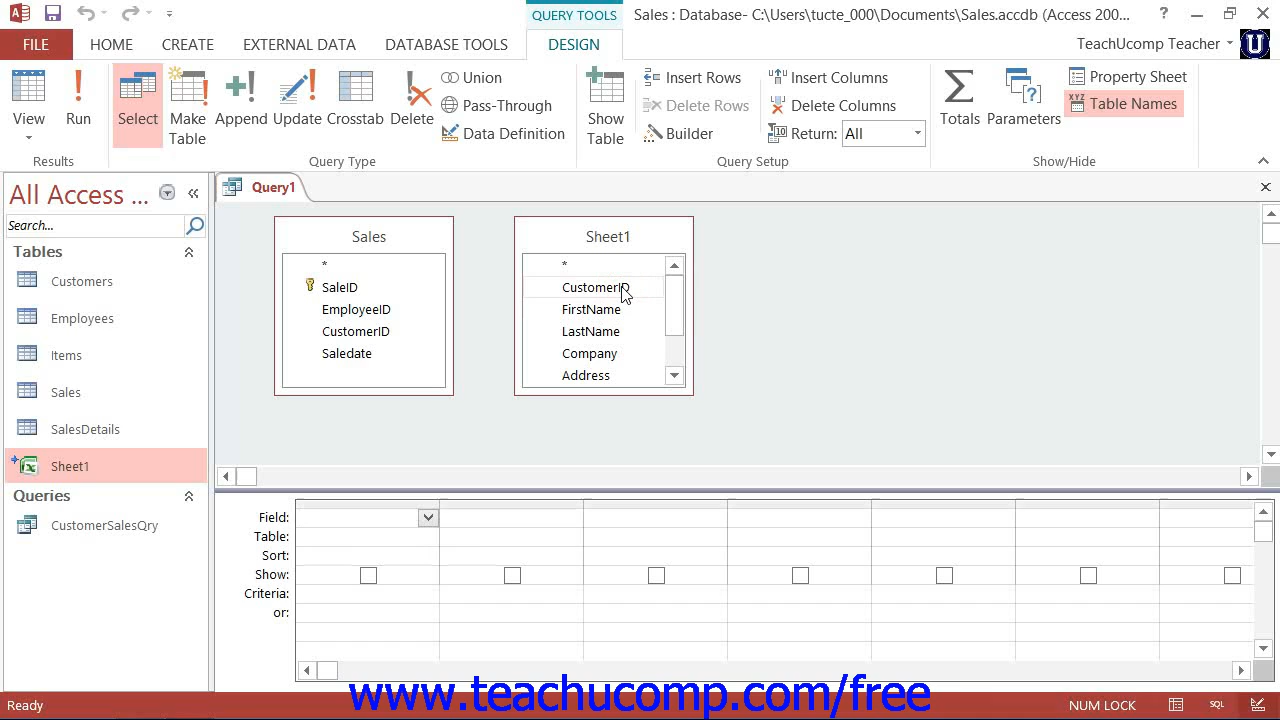 QUERY TOOLS
Sales : Database- C:\Users\tucte_000\Documents\Sales.accdb (Access 200...
?
FILE HOME CREATE EXTERNAL DATA DATABASE TOOLS DESIGN TeachUcomp Teacher U
View Run Select Make Table Append Update Crosstab Delete
Union
Pass-Through
Data Definition
Show Table
Insert Rows
Delete Rows
Builder
Insert Columns
Delete Columns
Return: All
Totals Parameters
Property Sheet
Table Names
Results Query Type Query Setup Show/Hide
All Access ...
Search...
Tables
Customers
Employees
Items
Sales
SalesDetails
Sheet1
Queries
CustomerSalesQry
Query1
Sales
*
SaleID
EmployeeID
CustomerID
Saledate
Sheet1
*
CustomerID
FirstName
LastName
Company
Address
Field:
Table:
Sort:
Show:
Criteria:
or:
www.teachucomp.com/free
Ready NUM LOCK SQL